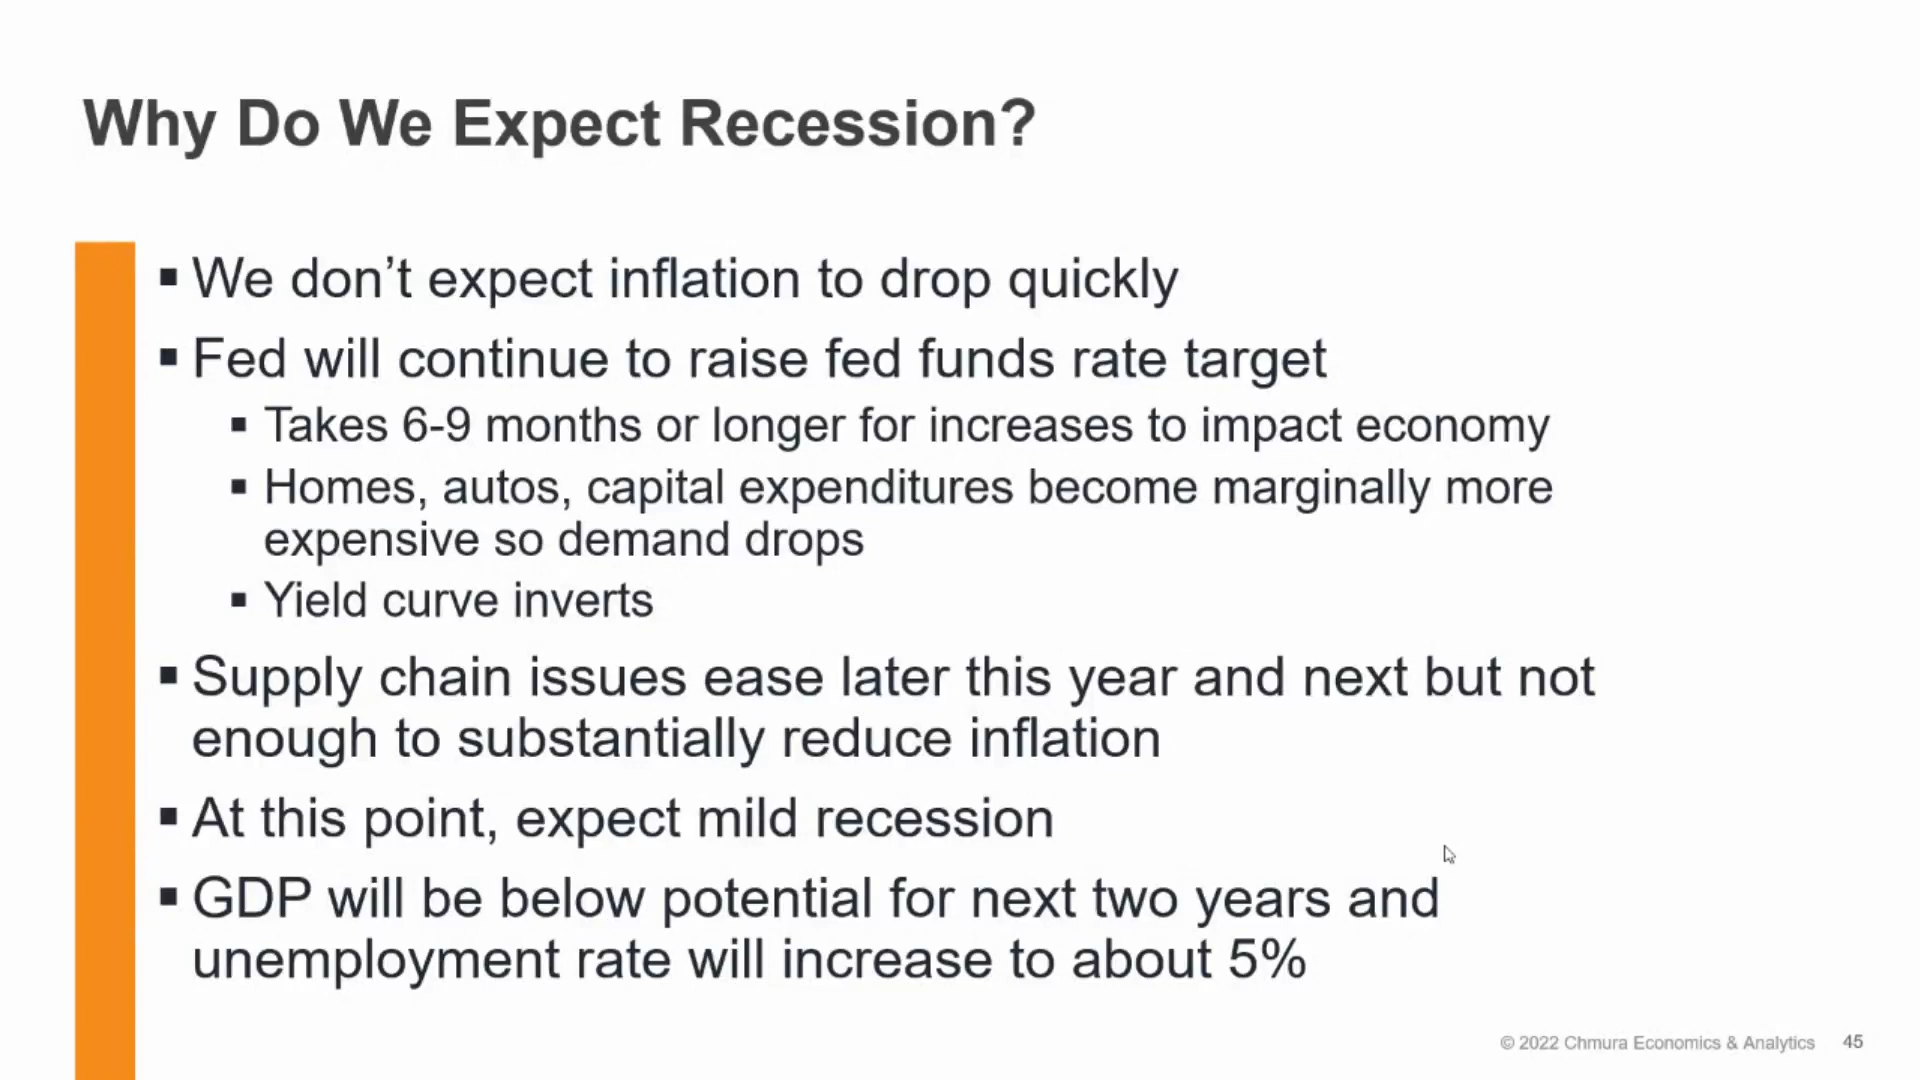 Why Do We Expect Recession?
▪ We don’t expect inflation to drop quickly
▪ Fed will continue to raise fed funds rate target
▪ Takes 6-9 months or longer for increases to impact economy
▪ Homes, autos, capital expenditures become marginally more
expensive so demand drops
▪ Yield curve inverts
▪ Supply chain issues ease later this year and next but not
enough to substantially reduce inflation
▪ At this point, expect mild recession
▪ GDP will be below potential for next two years and
unemployment rate will increase to about 5%
© 2022 Chmura Economics & Analytics 45